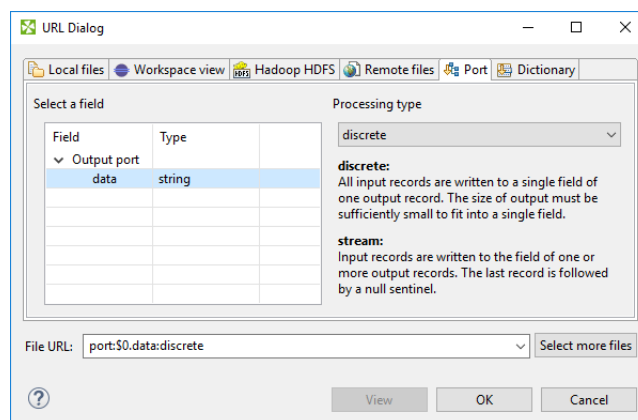 URL Dialog
Local files
Workspace view
Hadoop HDFS
Remote files
Port
Dictionary
Select a field
Field Type
Output port
data string
Processing type
discrete
discrete:
All input records are written to a single field of
one output record. The size of output must be
sufficiently small to fit into a single field.
stream:
Input records are written to the field of one or
more output records. The last record is followed
by a null sentinel.
File URL: port:$0.data:discrete Select more files
? View OK Cancel